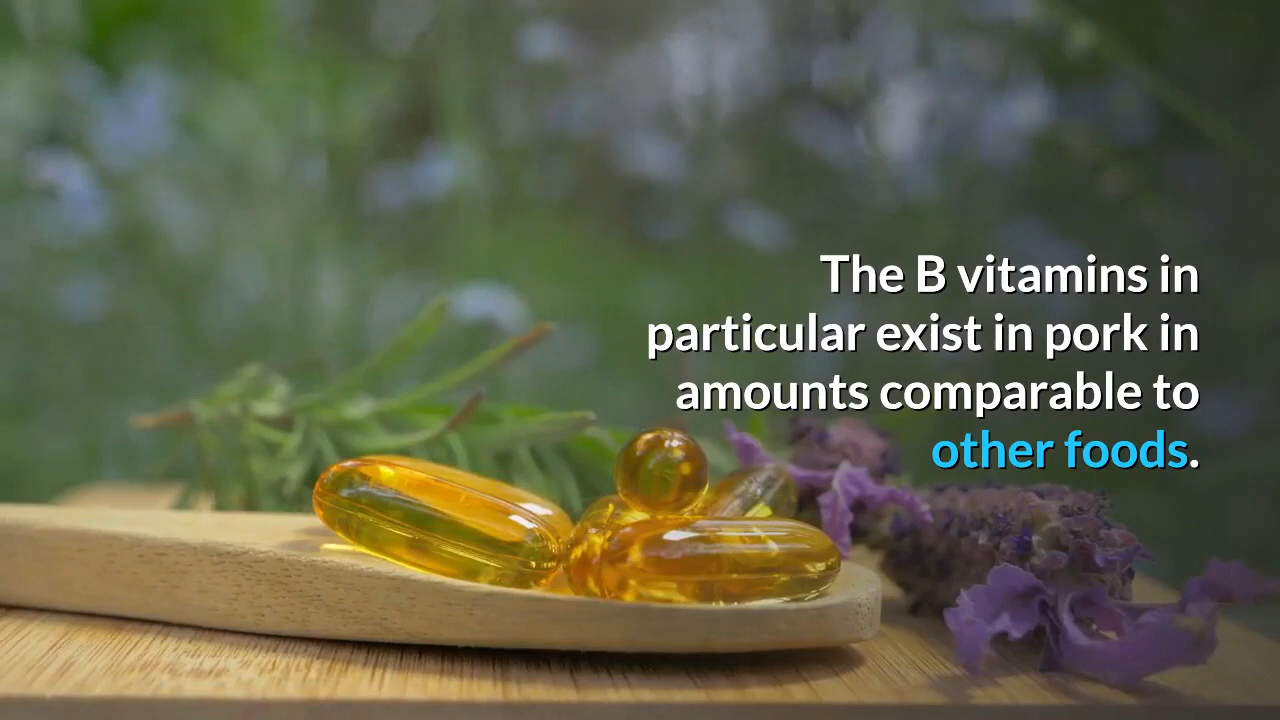 The B vitamins in
particular exist in pork in
amounts comparable to
other foods.